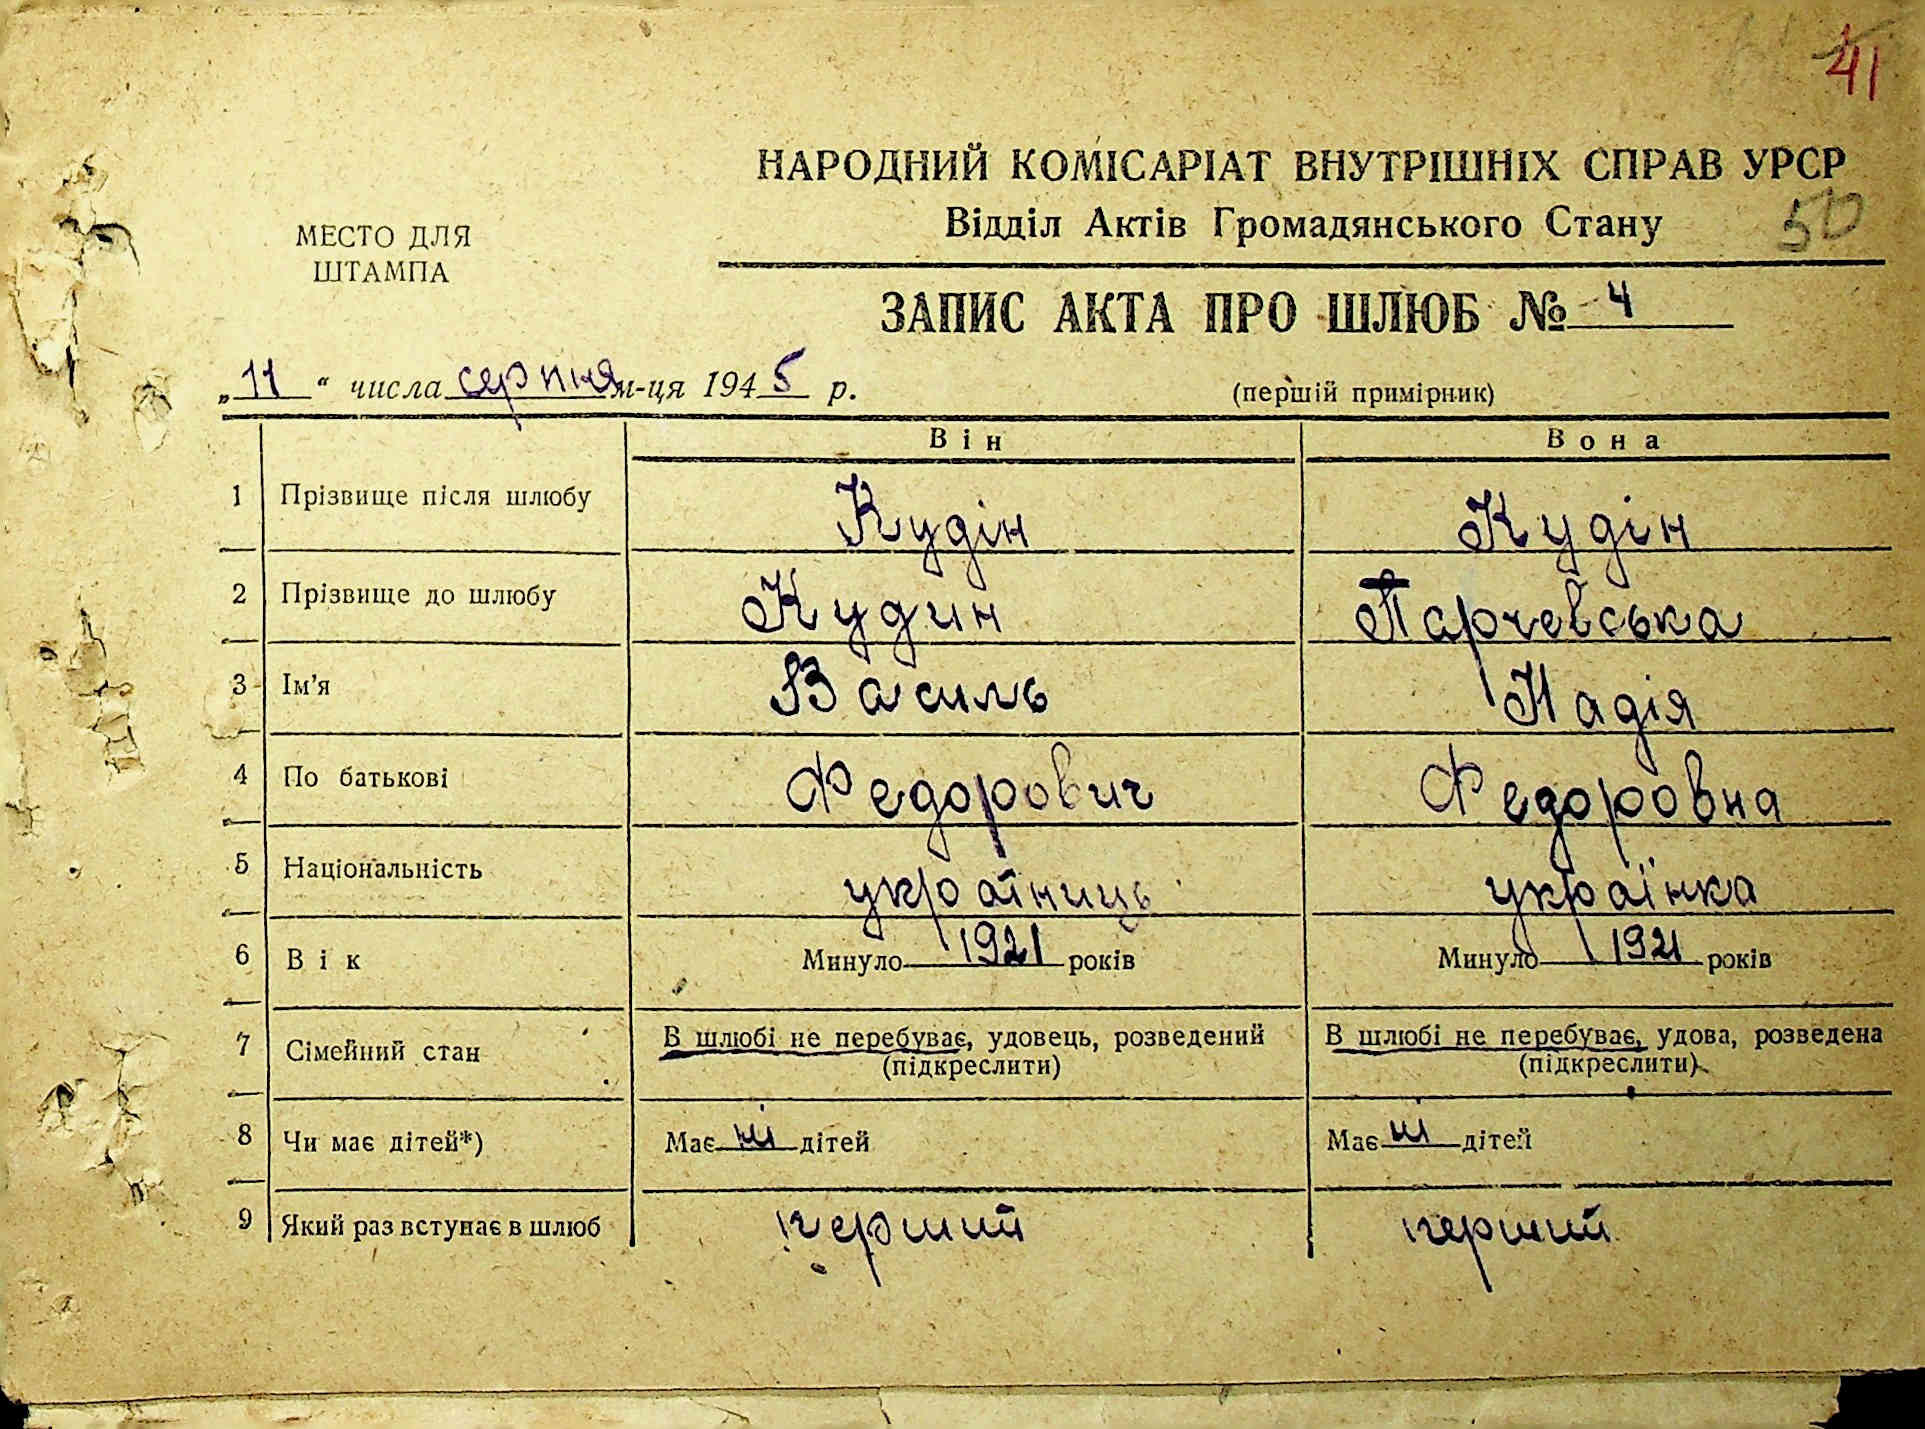 41
НАРОДНИЙ КОМІСАРІАТ ВНУТРІШНІХ СПРАВ УРСР
Відділ Актів Громадянського Стану
50
МЕСТО ДЛЯ
ШТАМПА
ЗАПИС АКТА ПРО ШЛЮБ № 4
„11“ числа серпня м-ця 1945 р.
(першій примірник)
Він Вона
1 Прізвище після шлюбу Кудін Кудін
2 Прізвище до шлюбу Кудин Парчевська
3 Ім'я Василь Надія
4 По батькові Федорович Федоровна
5 Національність українць українка
6 Вік Минуло 1921 років Минуло 1921 років
7 Сімейний стан В шлюбі не перебуває, удовець, розведений В шлюбі не перебуває, удова, розведена
(підкреслити) (підкреслити)
8 Чи має дітей*) Має ні дітей Має ні дітей
9 Який раз вступає в шлюб перший перший